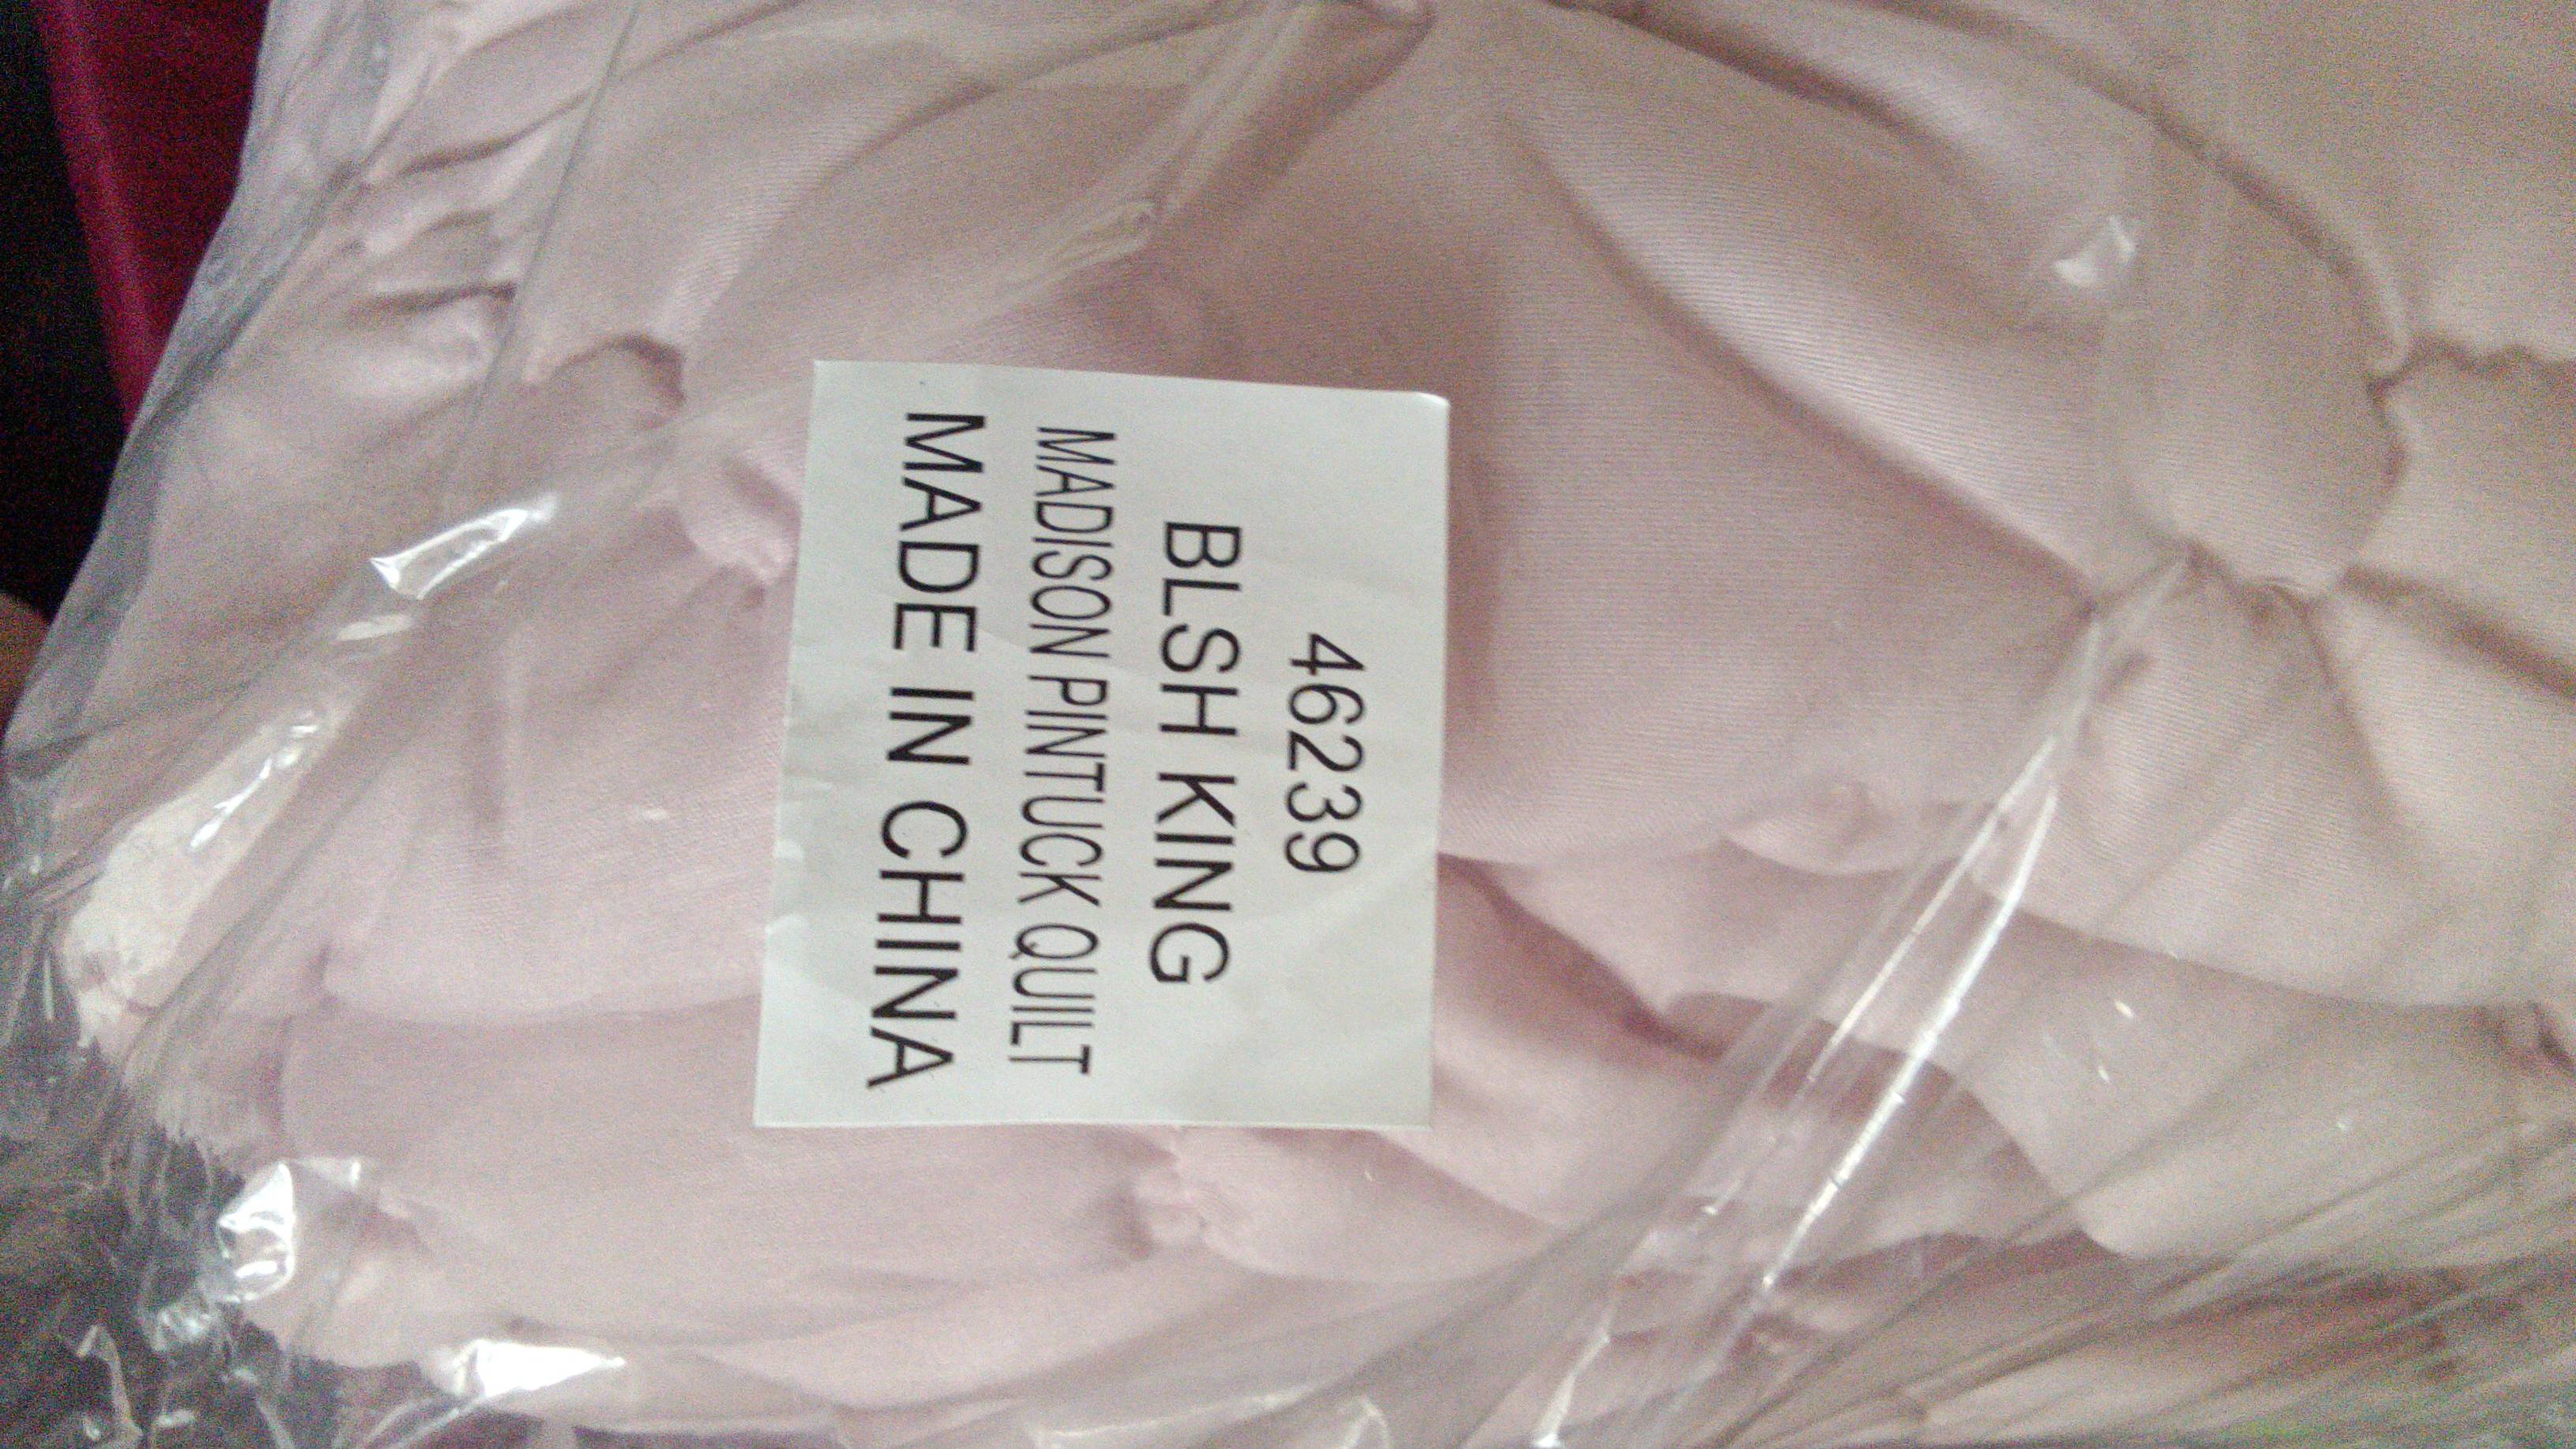 46239
BLSH KING
MADISON PINTUCK QUILT
MADE IN CHINA